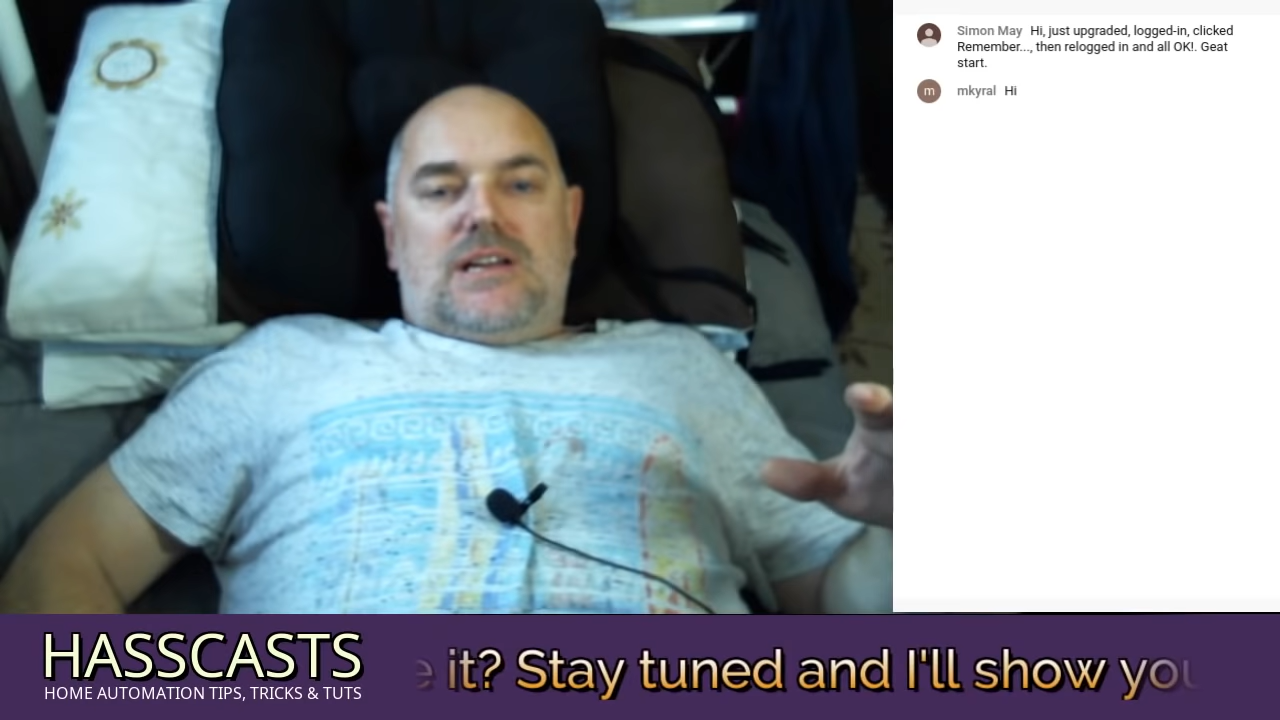 Simon May Hi, just upgraded, logged-in, clicked
Remember..., then relogged in and all OK!. Geat
start.
m
mkyral Hi
HASSCASTS
HOME AUTOMATION TIPS, TRICKS & TUTS
e it? Stay tuned and I'll show you